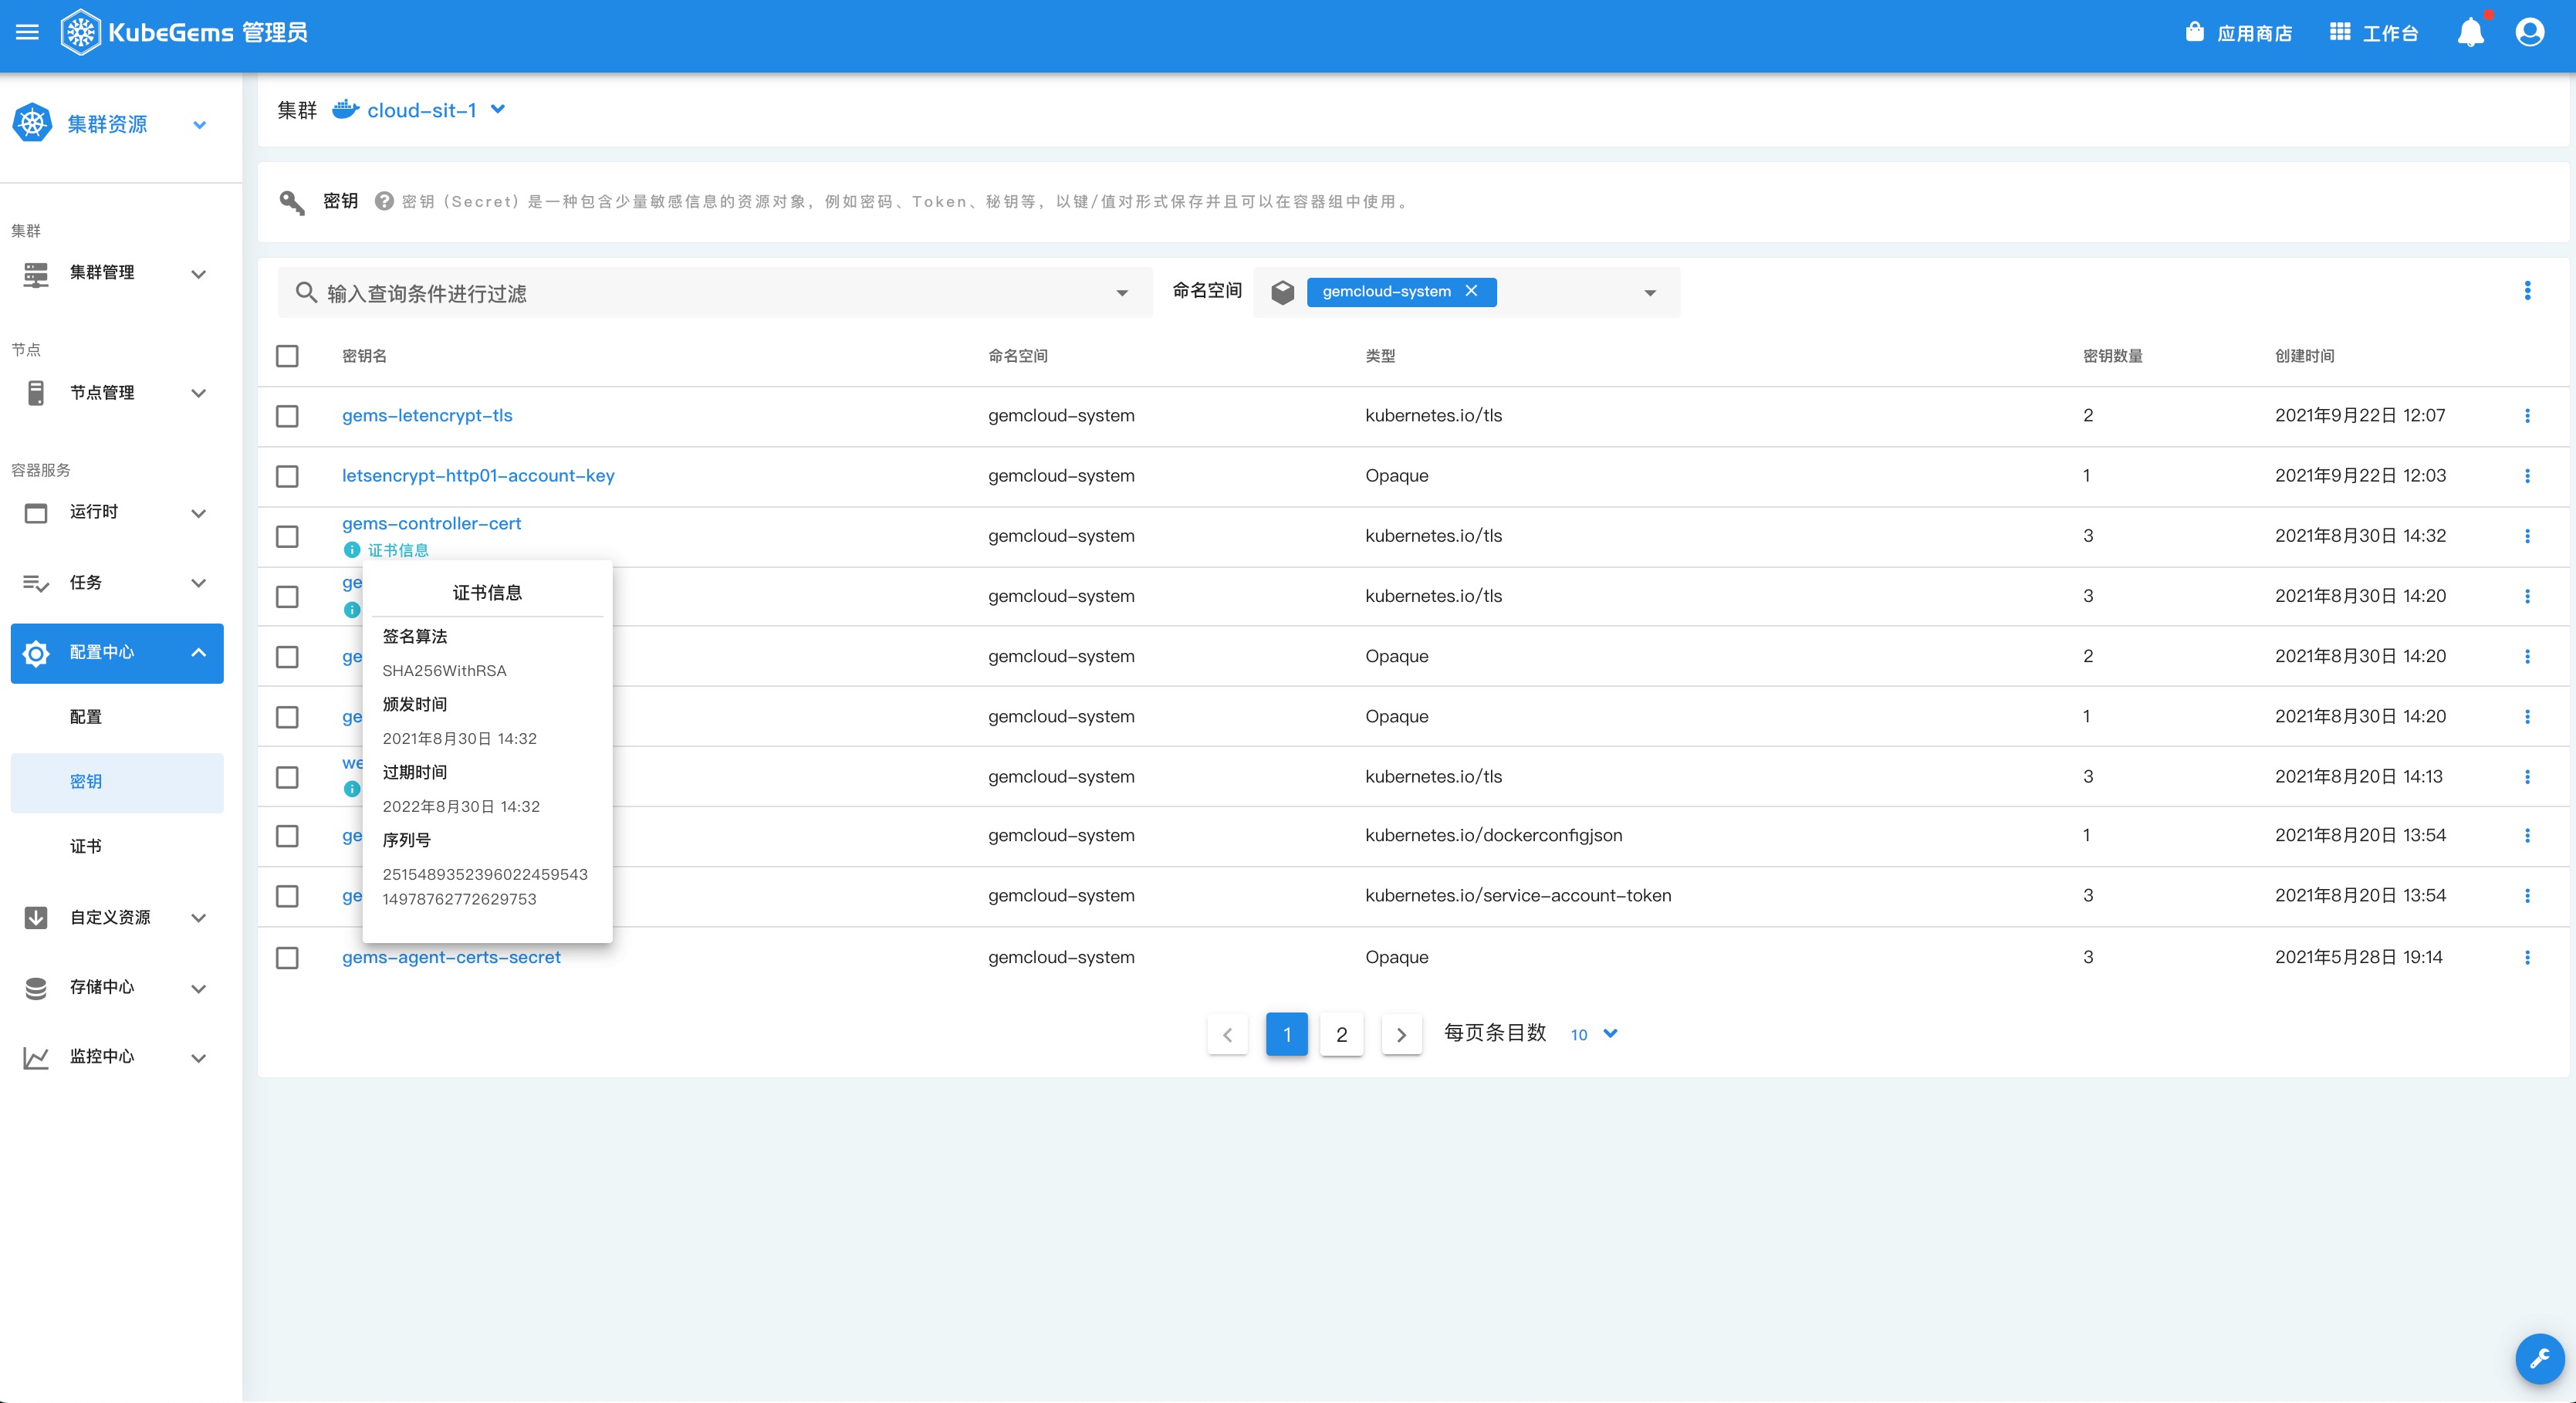 KubeGems 管理员
应用商店
工作台
集群资源
集群
集群管理
节点
节点管理
容器服务
运行时
任务
配置中心
配置
密钥
证书
自定义资源
存储中心
监控中心
集群 cloud-sit-1
密钥 密钥 (Secret) 是一种包含少量敏感信息的资源对象，例如密码、Token、秘钥等，以键/值对形式保存并且可以在容器组中使用。
输入查询条件进行过滤 命名空间 gemcloud-system
密钥名 命名空间 类型 密钥数量 创建时间
gems-letencrypt-tls gemcloud-system kubernetes.io/tls 2 2021年9月22日 12:07
letsencrypt-http01-account-key gemcloud-system Opaque 1 2021年9月22日 12:03
gems-controller-cert gemcloud-system kubernetes.io/tls 3 2021年8月30日 14:32
证书信息
ge gemcloud-system kubernetes.io/tls 3 2021年8月30日 14:20
ge gemcloud-system Opaque 2 2021年8月30日 14:20
ge gemcloud-system Opaque 1 2021年8月30日 14:20
we gemcloud-system kubernetes.io/tls 3 2021年8月20日 14:13
ge gemcloud-system kubernetes.io/dockerconfigjson 1 2021年8月20日 13:54
ge gemcloud-system kubernetes.io/service-account-token 3 2021年8月20日 13:54
gems-agent-certs-secret gemcloud-system Opaque 3 2021年5月28日 19:14
证书信息
签名算法
SHA256WithRSA
颁发时间
2021年8月30日 14:32
过期时间
2022年8月30日 14:32
序列号
2515489352396022459543
14978762772629753
1 2 每页条目数 10